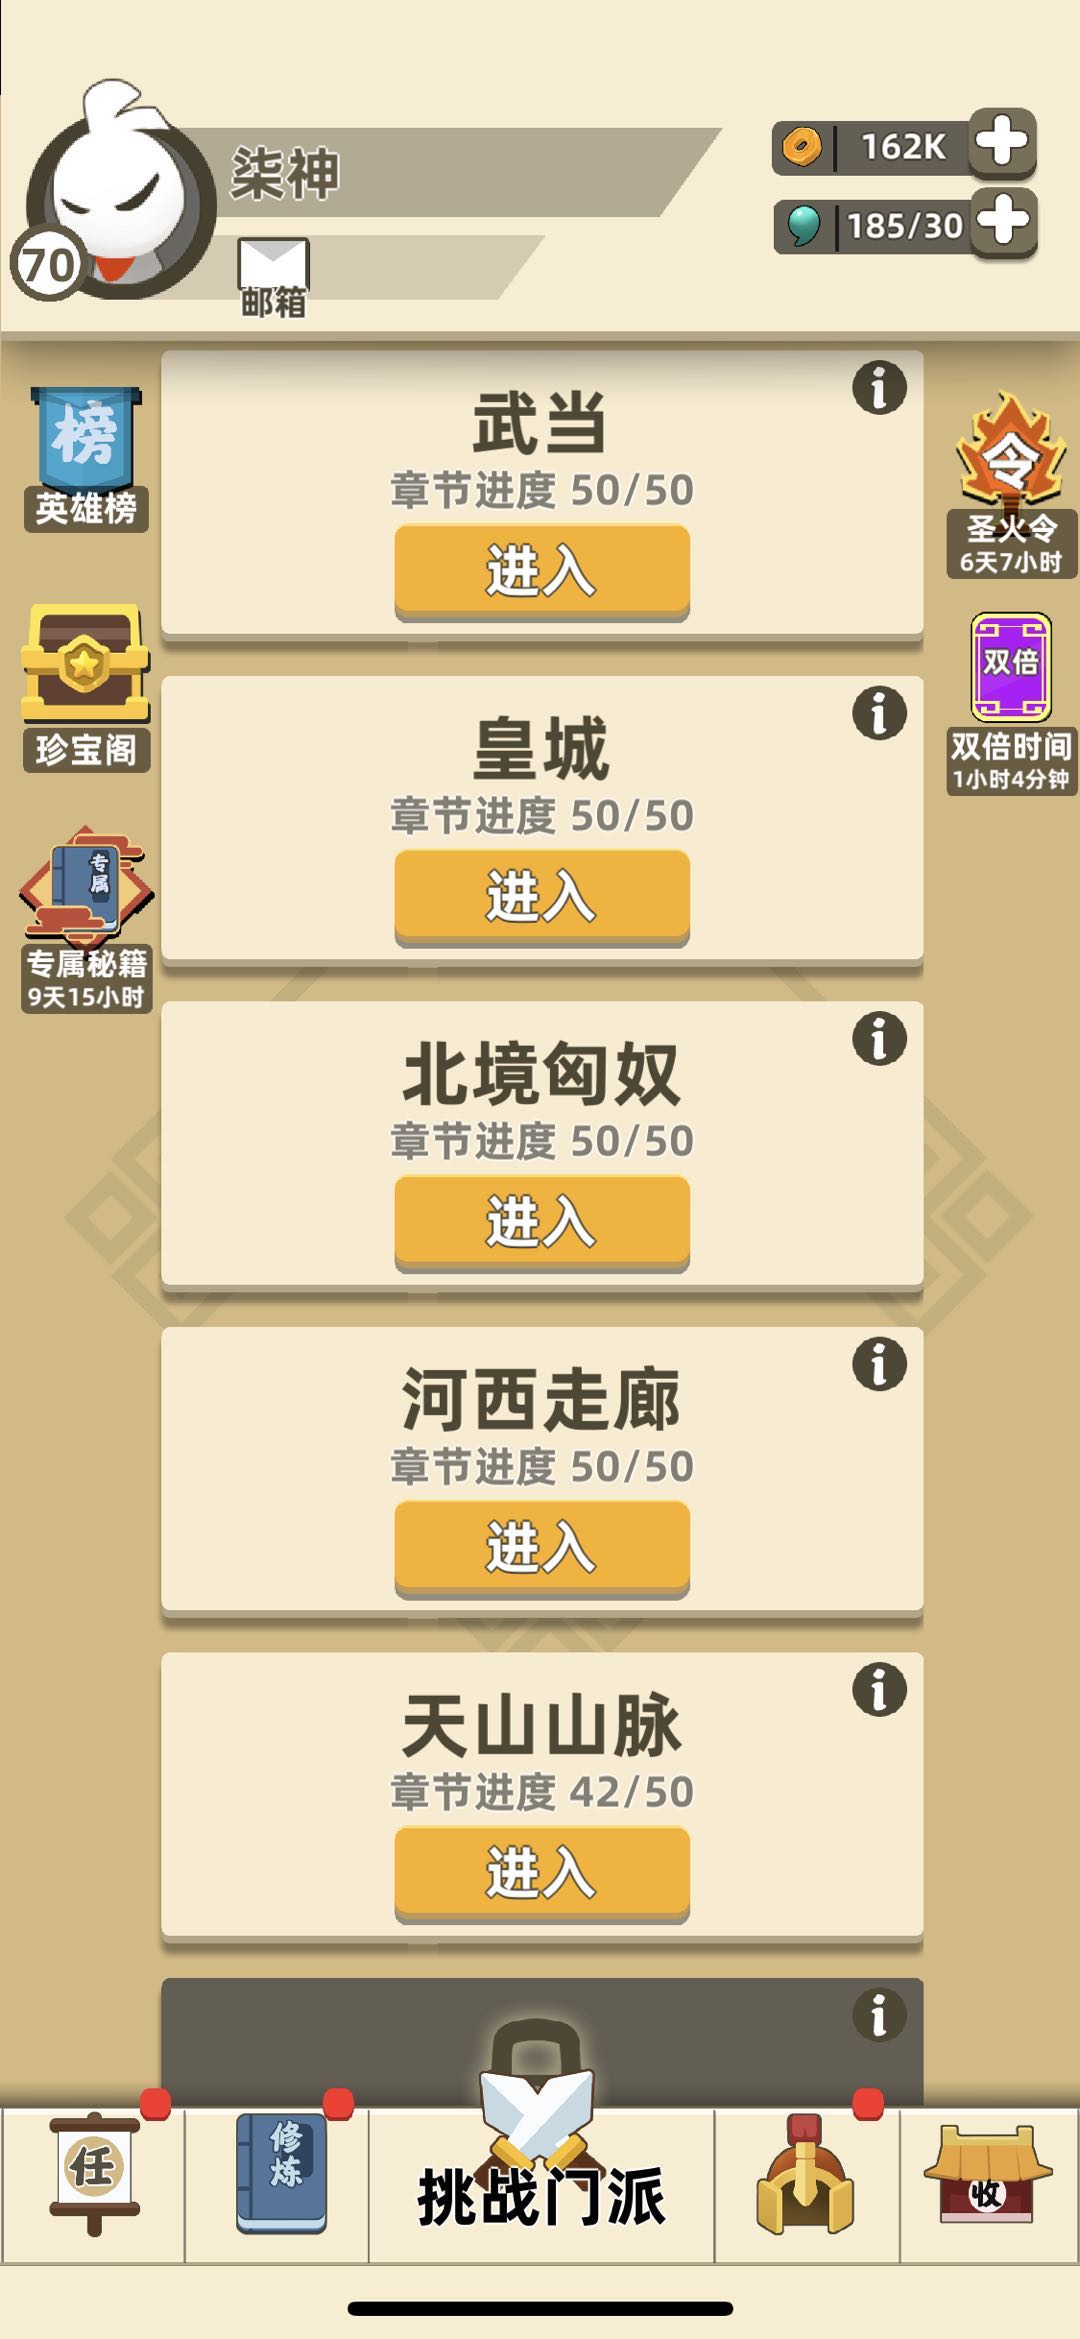 柒神
162K
70
185/30
邮箱
榜
英雄榜
珍宝阁
专属
专属秘籍
9天15小时
令
圣火令
6天7小时
双倍
双倍时间
1小时4分钟
武当
章节进度 50/50
进入
皇城
章节进度 50/50
进入
北境匈奴
章节进度 50/50
进入
河西走廊
章节进度 50/50
进入
天山山脉
章节进度 42/50
进入
任
修炼
挑战门派
收